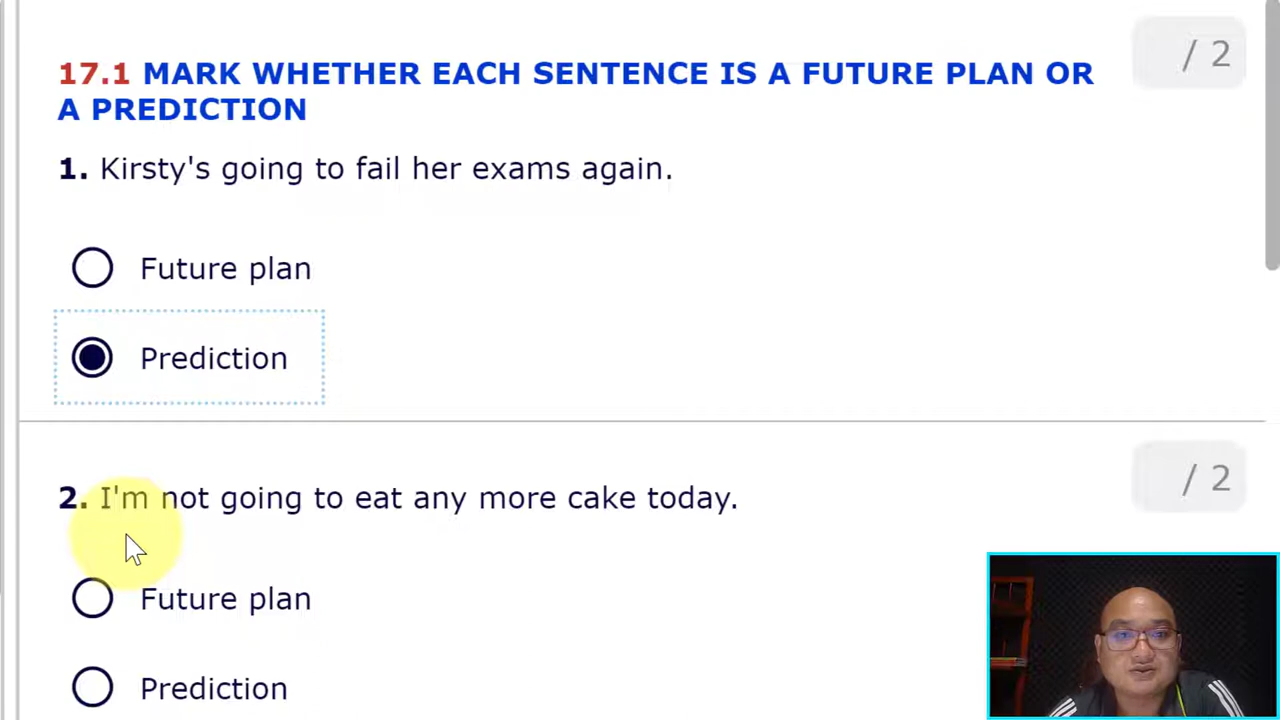 / 2
17.1 MARK WHETHER EACH SENTENCE IS A FUTURE PLAN OR
A PREDICTION
1. Kirsty's going to fail her exams again.
Future plan
Prediction
/ 2
2. I'm not going to eat any more cake today.
Future plan
Prediction